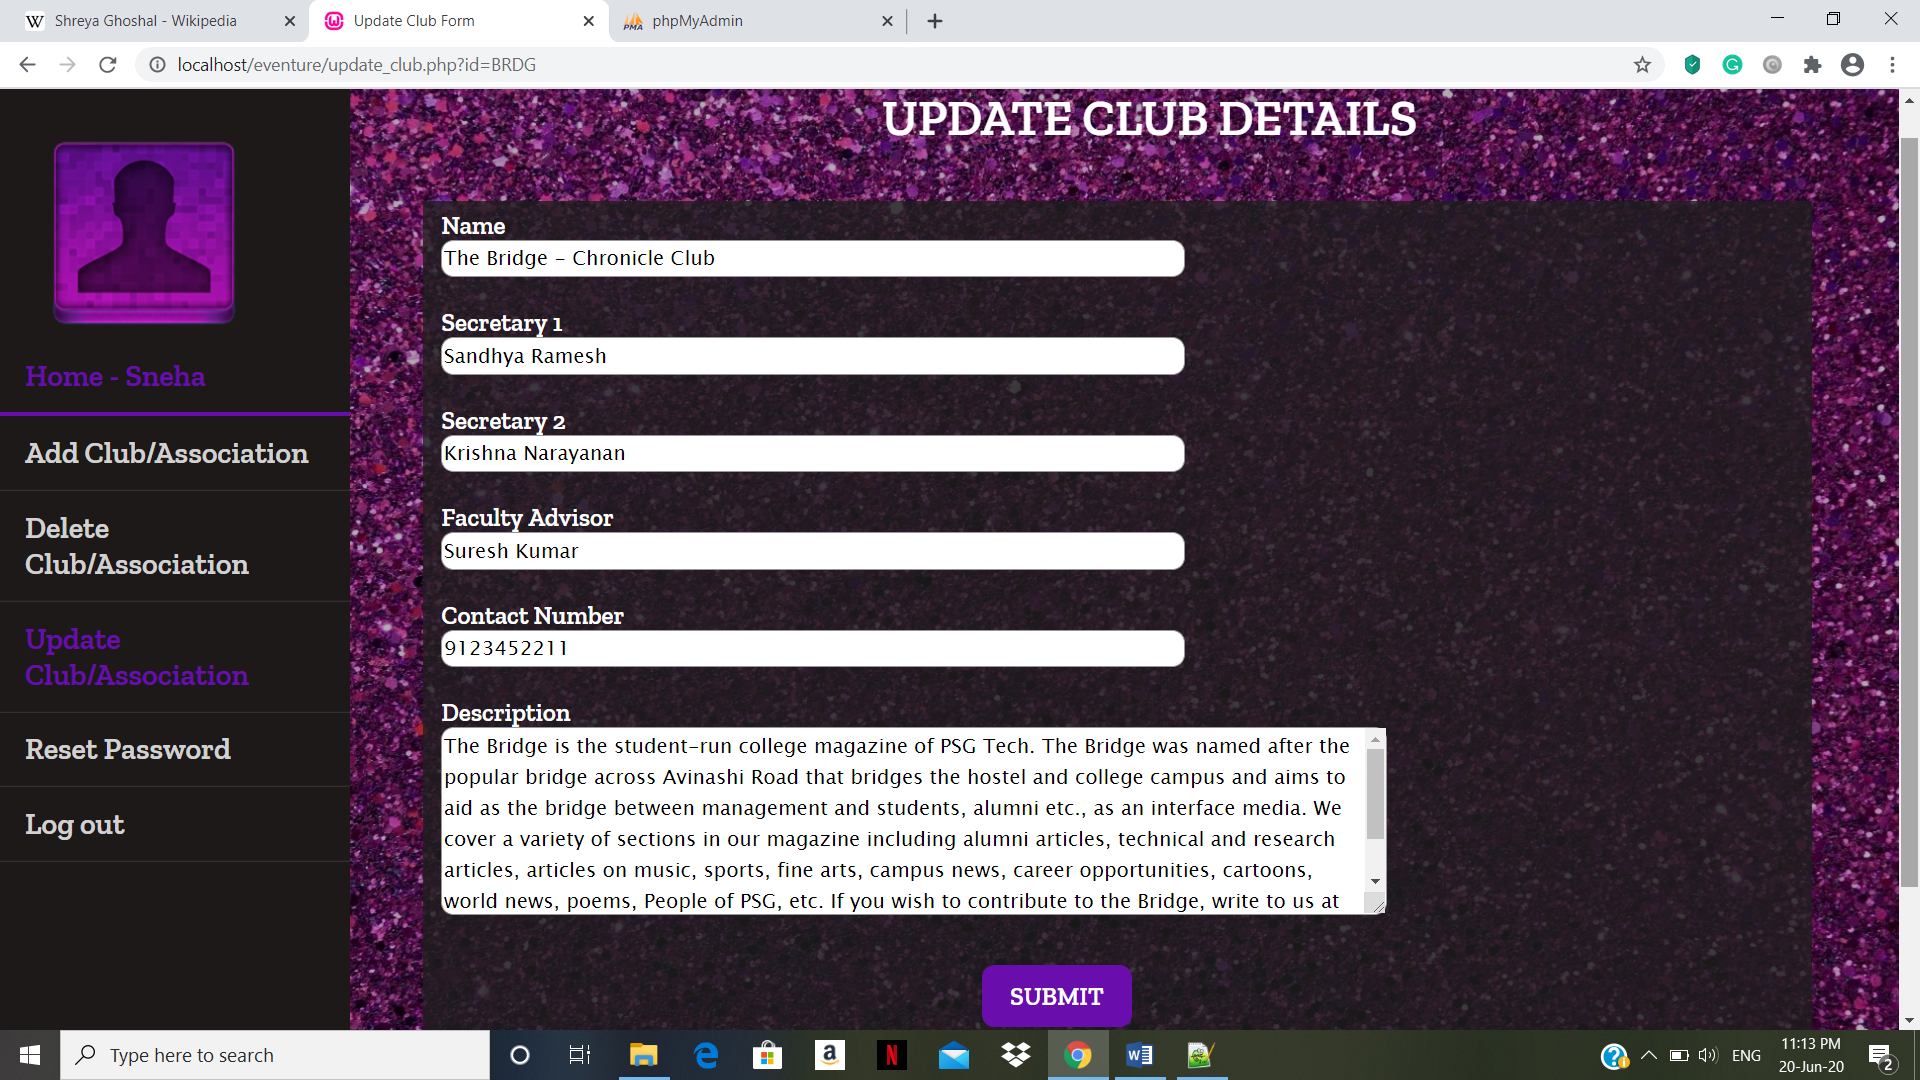 Shreya Ghoshal - Wikipedia
Update Club Form
phpMyAdmin
localhost/eventure/update_club.php?id=BRDG
UPDATE CLUB DETAILS
Home - Sneha
Add Club/Association
Delete
Club/Association
Update
Club/Association
Reset Password
Log out
Name
The Bridge - Chronicle Club
Secretary 1
Sandhya Ramesh
Secretary 2
Krishna Narayanan
Faculty Advisor
Suresh Kumar
Contact Number
9123452211
Description
The Bridge is the student-run college magazine of PSG Tech. The Bridge was named after the
popular bridge across Avinashi Road that bridges the hostel and college campus and aims to
aid as the bridge between management and students, alumni etc., as an interface media. We
cover a variety of sections in our magazine including alumni articles, technical and research
articles, articles on music, sports, fine arts, campus news, career opportunities, cartoons,
world news, poems, People of PSG, etc. If you wish to contribute to the Bridge, write to us at
SUBMIT
Type here to search
ENG
11:13 PM
20-Jun-20
2